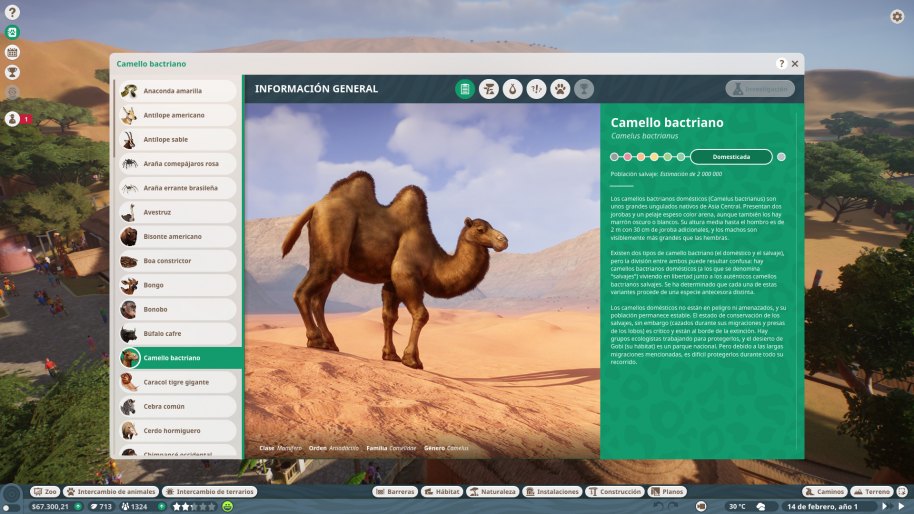 ?
Camello bactriano
?
1
Anaconda amarilla
Antílope americano
Antílope sable
Araña comepájaros rosa
Araña errante brasileña
Avestruz
Bisonte americano
Boa constrictor
Bongo
Bonobo
Búfalo cafre
Camello bactriano
Caracol tigre gigante
Cebra común
Cerdo hormiguero
Chimpancé occidental
INFORMACIÓN GENERAL
Investigación
Clase Mamífero Orden Artiodáctilo Familia Camelidae Género Camelus
Camello bactriano
Camelus bactrianus
Domesticada
Población salvaje: Estimación de 2 000 000
Los camellos bactrianos domésticos (Camelus bactrianus) son
unos grandes ungulados nativos de Asia Central. Presentan dos
jorobas y un pelaje espeso color arena, aunque también los hay
marrón oscuro o blancos. Su altura media hasta el hombro es de
2 m con 30 cm de joroba adicionales, y los machos son
visiblemente más grandes que las hembras.
Existen dos tipos de camello bactriano (el doméstico y el salvaje),
pero la división entre ambos puede resultar confusa: hay
camellos bactrianos domésticos (a los que se denomina
"salvajes") viviendo en libertad junto a los auténticos camellos
bactrianos salvajes. Se ha determinado que cada una de estas
variantes procede de una especie antecesora distinta.
Los camellos domésticos no están en peligro ni amenazados, y su
población permanece estable. El estado de conservación de los
salvajes, sin embargo (cazados durante sus migraciones y presas
de los lobos) es crítico y están al borde de la extinción. Hay
grupos ecologistas trabajando para protegerlos, y el desierto de
Gobi (su hábitat) es un parque nacional. Pero debido a las largas
migraciones mencionadas, es difícil protegerlos durante todo su
recorrido.
Zoo Intercambio de animales Intercambio de terrarios Barreras Hábitat Naturaleza Instalaciones Construcción Planos Caminos Terreno
$67.300,21 713 1324 30 °C 14 de febrero, año 1